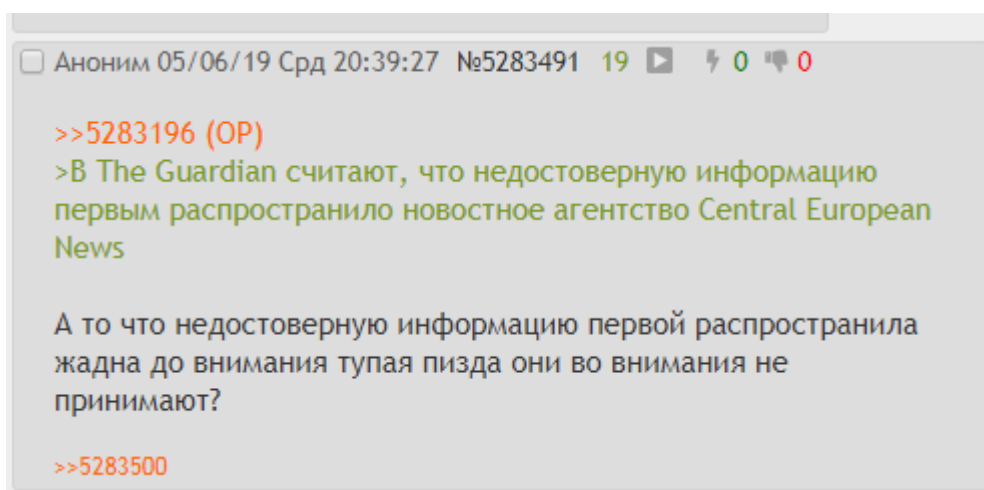 Аноним 05/06/19 Срд 20:39:27 №5283491 19 0 0
>>5283196 (OP)
>В The Guardian считают, что недостоверную информацию
первым распространило новостное агентство Central European
News
А то что недостоверную информацию первой распространила
жадна до внимания тупая пизда они во внимания не
принимают?
>>5283500